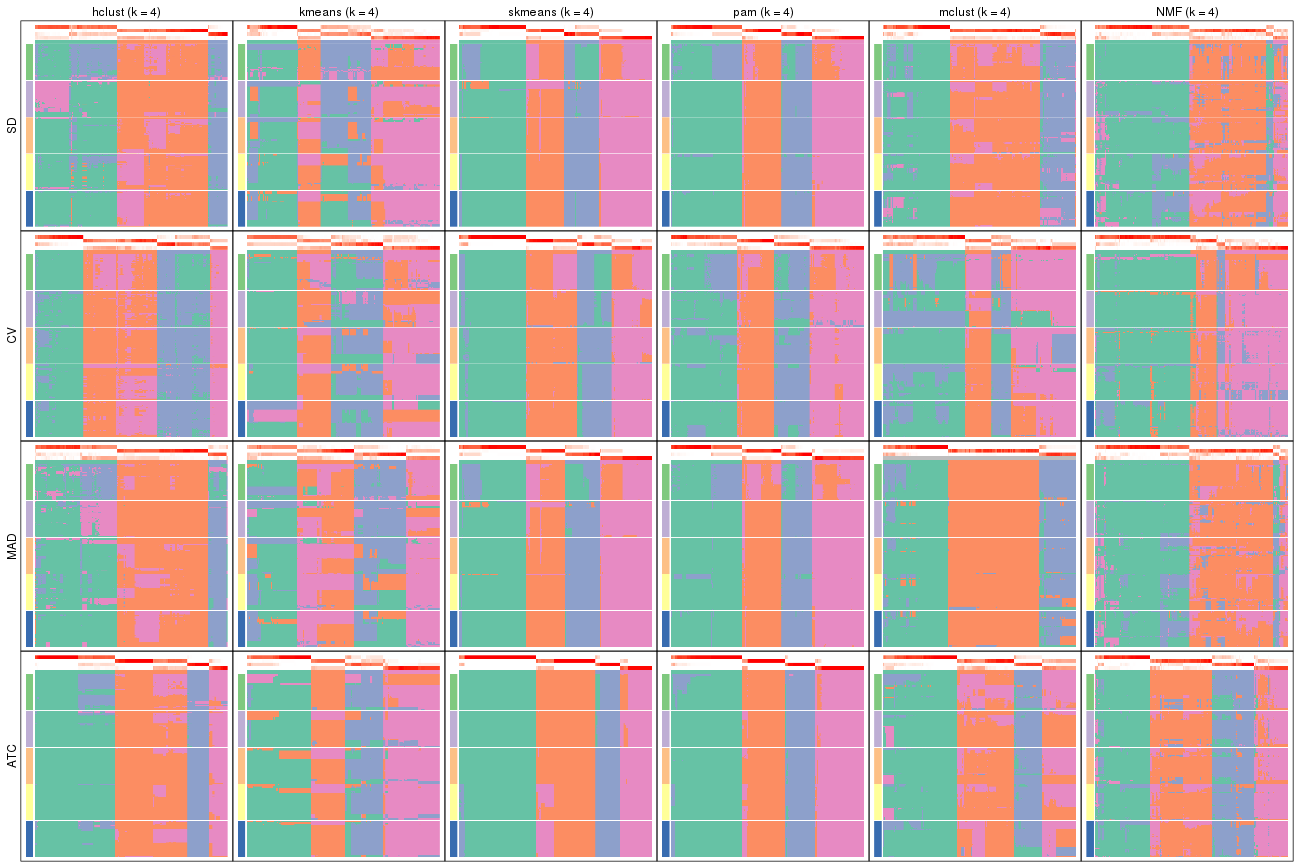 hclust (k = 4)
kmeans (k = 4)
skmeans (k = 4)
pam (k = 4)
mclust (k = 4)
NMF (k = 4)
SD
CV
MAD
ATC